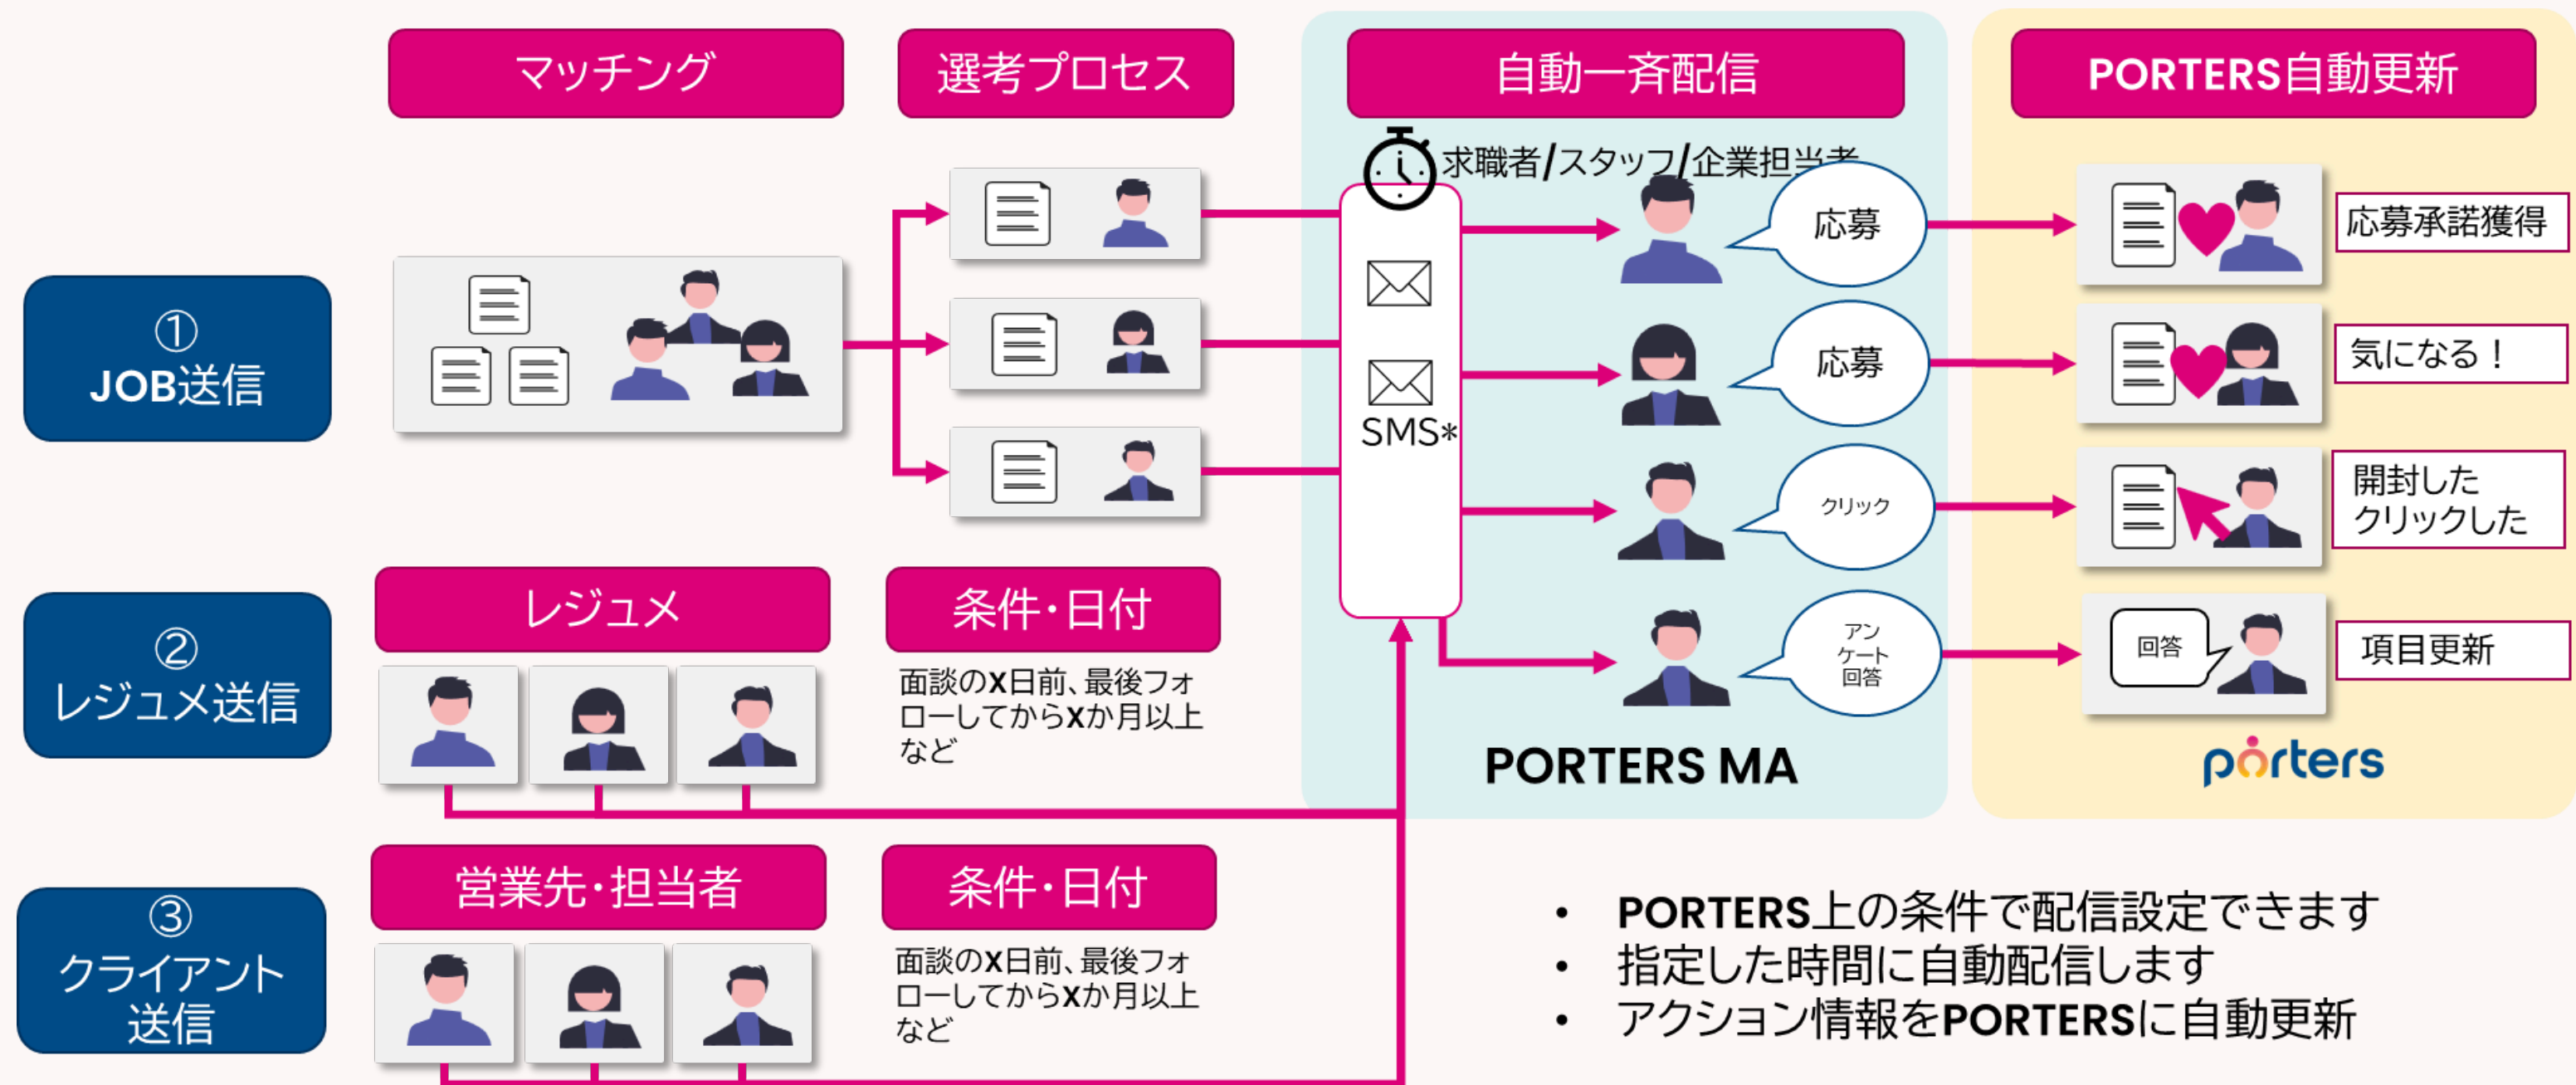 マッチング
選考プロセス
自動一斉配信
PORTERS自動更新
求職者/スタッフ/企業担当者
①
JOB送信
SMS*
応募
応募
クリック
アン
ケート
回答
応募承諾獲得
気になる！
開封した
クリックした
回答
項目更新
PORTERS MA
porters
②
レジュメ送信
レジュメ
条件・日付
面談のX日前、最後フォ
ローしてからXか月以上
など
③
クライアント
送信
営業先・担当者
条件・日付
面談のX日前、最後フォ
ローしてからXか月以上
など
• PORTERS上の条件で配信設定できます
• 指定した時間に自動配信します
• アクション情報をPORTERSに自動更新